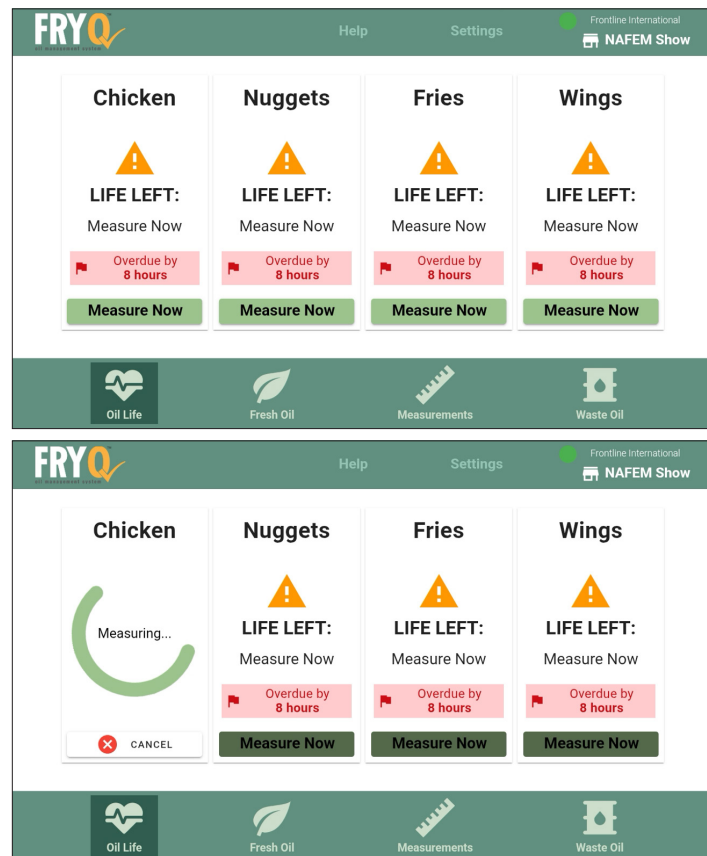 FRYQ
OIL MANAGEMENT SYSTEM
Help
Settings
Frontline International
NAFEM Show
Chicken
LIFE LEFT:
Measure Now
Overdue by
8 hours
Measure Now
Nuggets
LIFE LEFT:
Measure Now
Overdue by
8 hours
Measure Now
Fries
LIFE LEFT:
Measure Now
Overdue by
8 hours
Measure Now
Wings
LIFE LEFT:
Measure Now
Overdue by
8 hours
Measure Now
Oil Life
Fresh Oil
Measurements
Waste Oil
FRYQ
OIL MANAGEMENT SYSTEM
Help
Settings
Frontline International
NAFEM Show
Chicken
Measuring...
CANCEL
Nuggets
LIFE LEFT:
Measure Now
Overdue by
8 hours
Measure Now
Fries
LIFE LEFT:
Measure Now
Overdue by
8 hours
Measure Now
Wings
LIFE LEFT:
Measure Now
Overdue by
8 hours
Measure Now
Oil Life
Fresh Oil
Measurements
Waste Oil